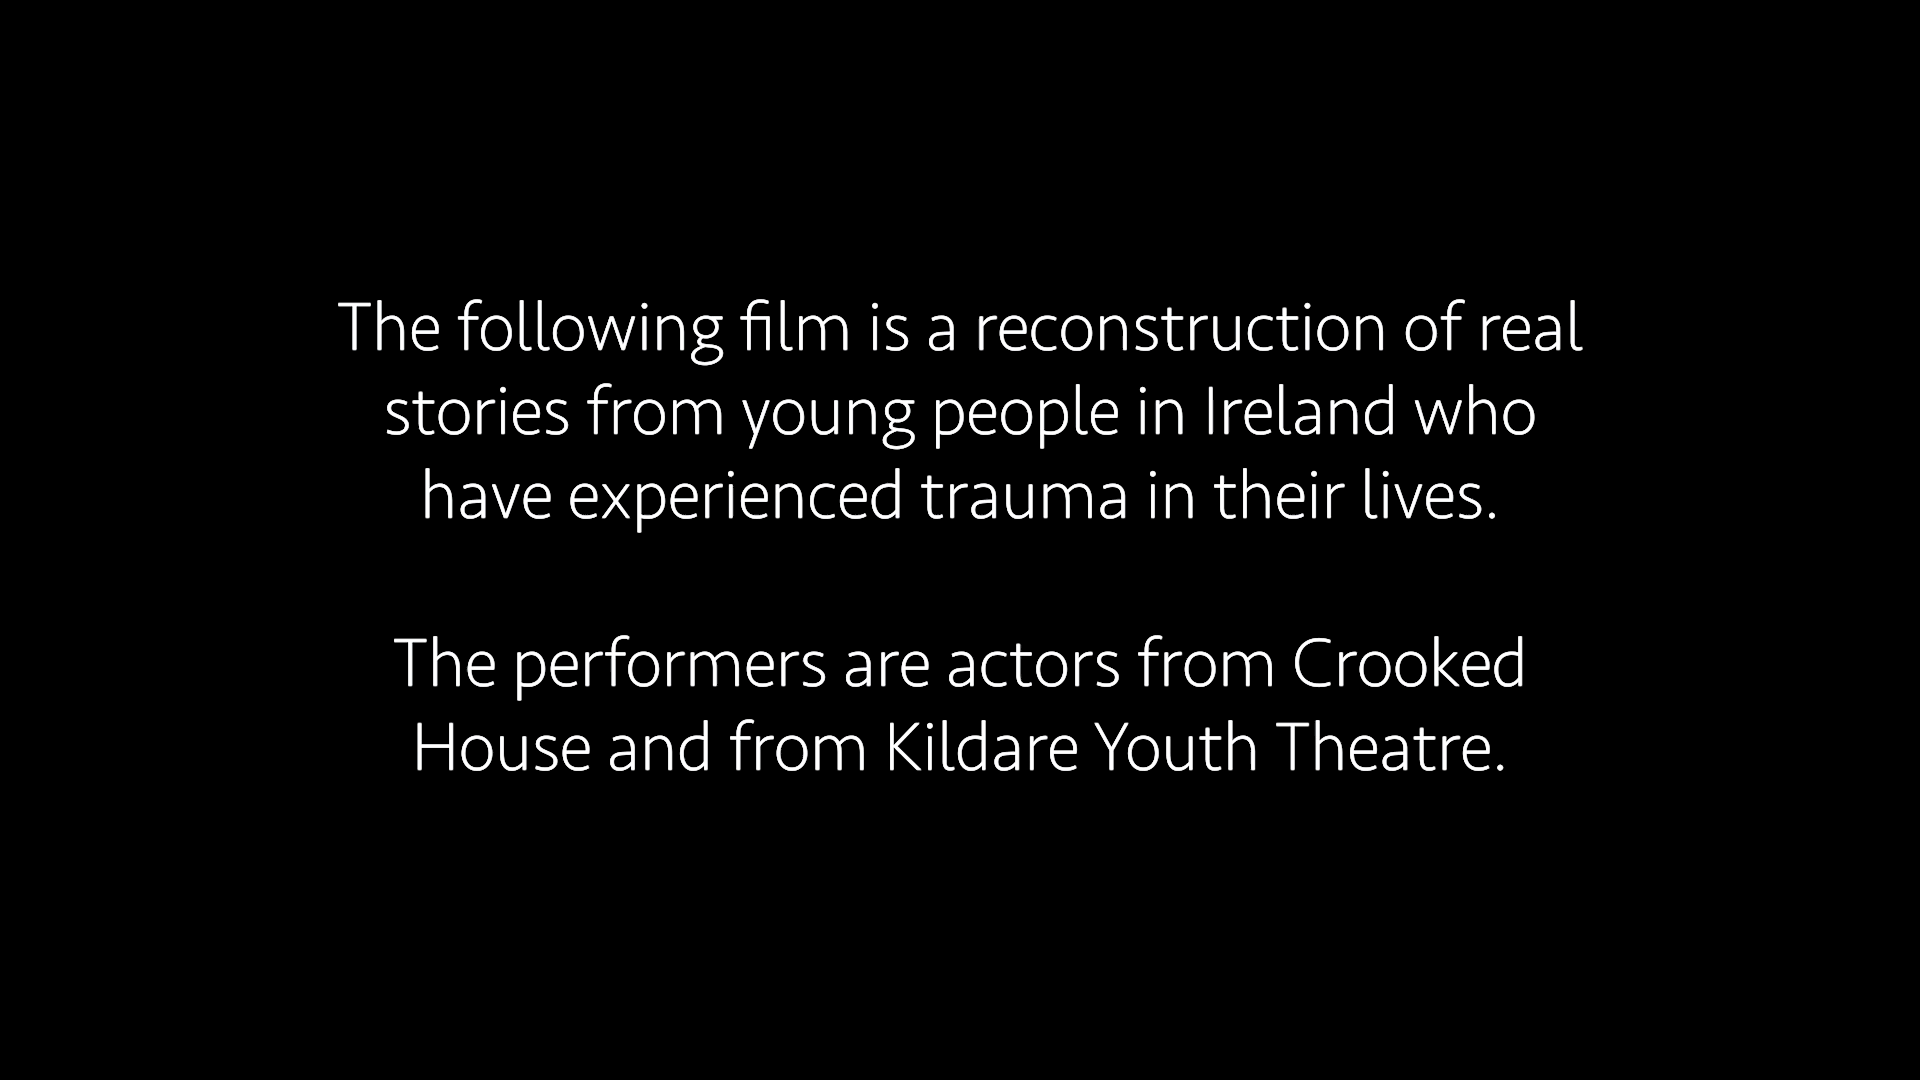 The following film is a reconstruction of real
stories from young people in Ireland who
have experienced trauma in their lives.
The performers are actors from Crooked
House and from Kildare Youth Theatre.